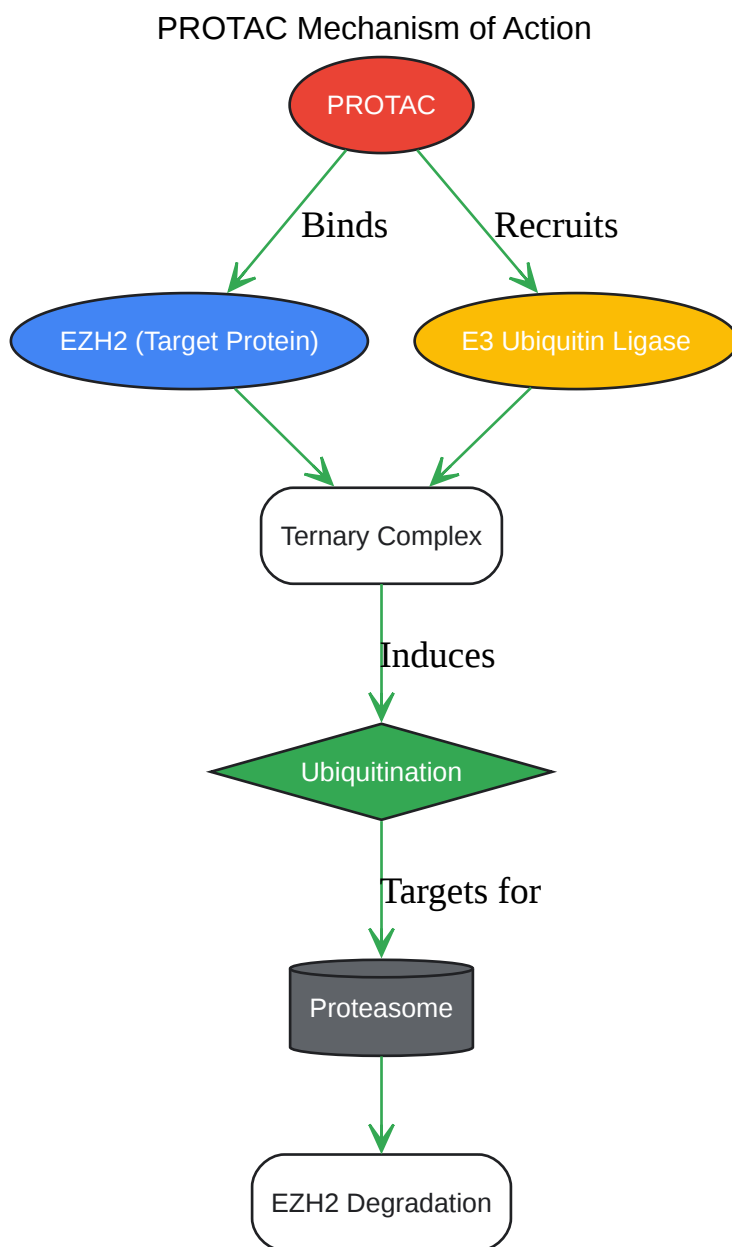 PROTAC Mechanism of Action
PROTAC
Binds
Recruits
EZH2 (Target Protein)
E3 Ubiquitin Ligase
Ternary Complex
Induces
Ubiquitination
Targets for
Proteasome
EZH2 Degradation